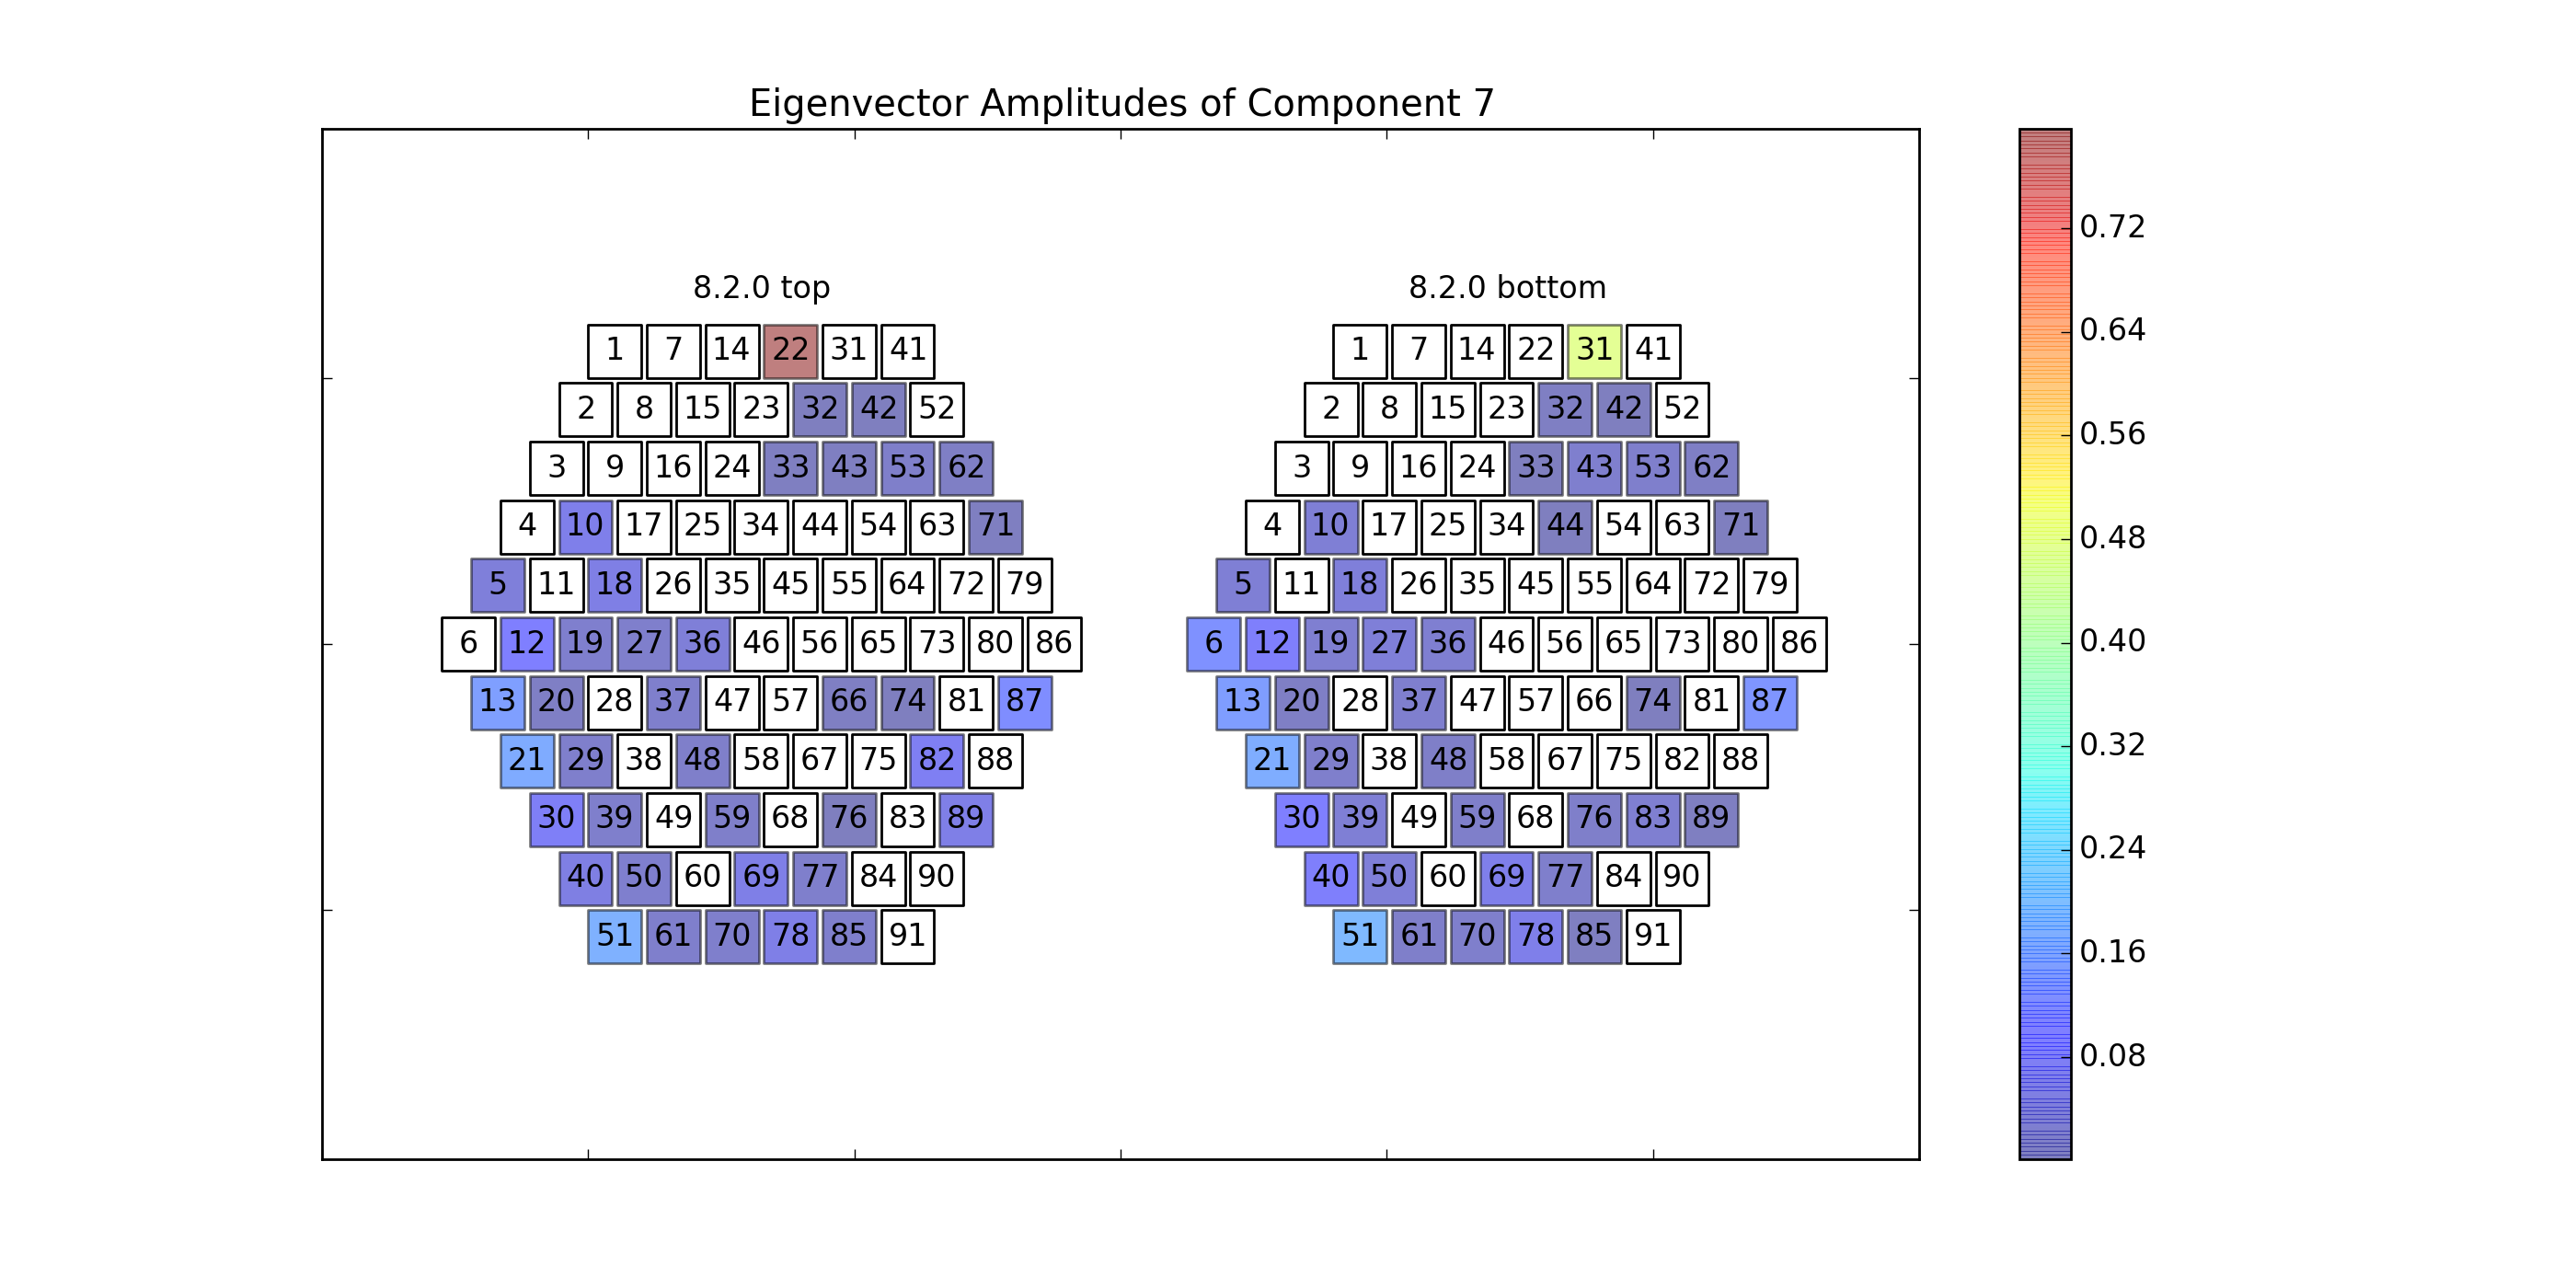 Eigenvector Amplitudes of Component 7
8.2.0 top
1 7 14 22 31 41
2 8 15 23 32 42 52
3 9 16 24 33 43 53 62
4 10 17 25 34 44 54 63 71
5 11 18 26 35 45 55 64 72 79
6 12 19 27 36 46 56 65 73 80 86
13 20 28 37 47 57 66 74 81 87
21 29 38 48 58 67 75 82 88
30 39 49 59 68 76 83 89
40 50 60 69 77 84 90
51 61 70 78 85 91
8.2.0 bottom
1 7 14 22 31 41
2 8 15 23 32 42 52
3 9 16 24 33 43 53 62
4 10 17 25 34 44 54 63 71
5 11 18 26 35 45 55 64 72 79
6 12 19 27 36 46 56 65 73 80 86
13 20 28 37 47 57 66 74 81 87
21 29 38 48 58 67 75 82 88
30 39 49 59 68 76 83 89
40 50 60 69 77 84 90
51 61 70 78 85 91
0.72
0.64
0.56
0.48
0.40
0.32
0.24
0.16
0.08